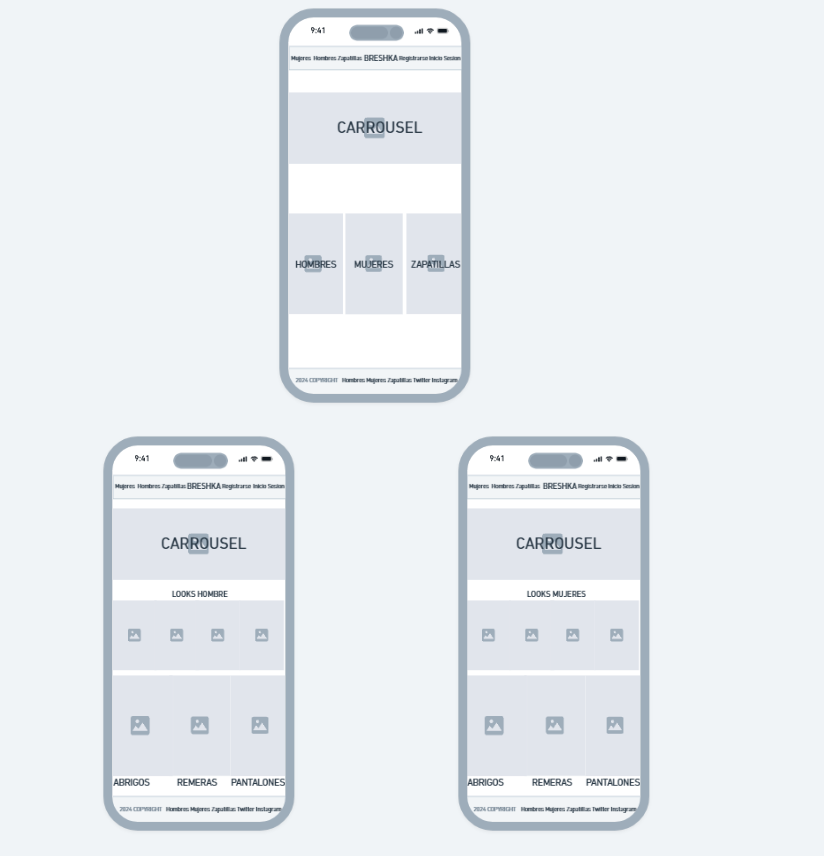 9:41
Mujeres Hombres Zapatillas BRESHKA Registrarse Inicio Sesion
CARROUSEL
HOMBRES MUJERES ZAPATILLAS
2024 COPYRIGHT Hombres Mujeres Zapatillas Twitter Instagram
9:41
Mujeres Hombres Zapatillas BRESHKA Registrarse Inicio Sesion
CARROUSEL
LOOKS HOMBRE
ABRIGOS REMERAS PANTALONES
2024 COPYRIGHT Hombres Mujeres Zapatillas Twitter Instagram
9:41
Mujeres Hombres Zapatillas BRESHKA Registrarse Inicio Sesion
CARROUSEL
LOOKS MUJERES
ABRIGOS REMERAS PANTALONES
2024 COPYRIGHT Hombres Mujeres Zapatillas Twitter Instagram